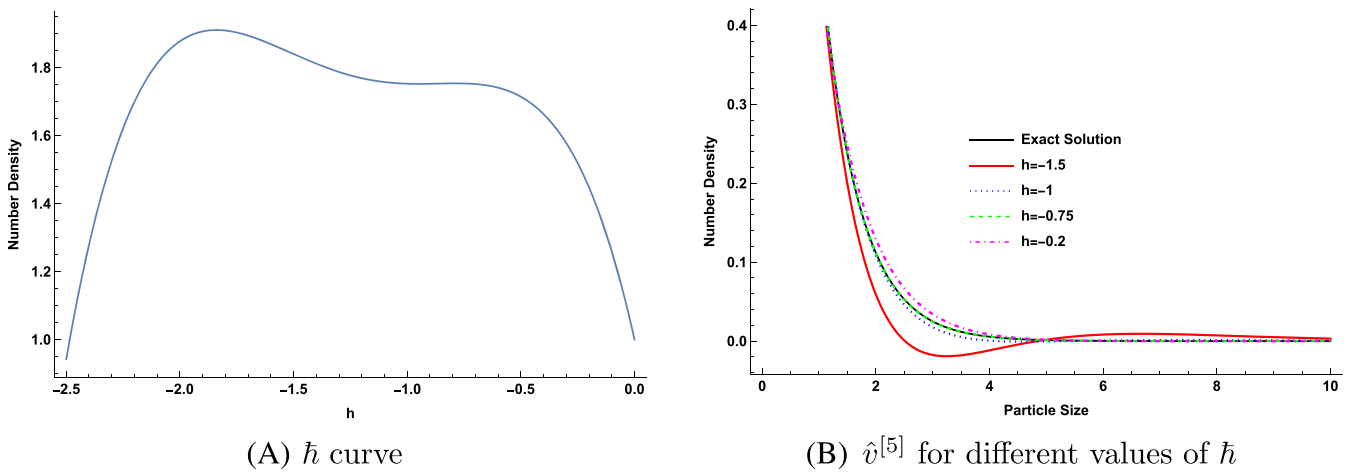 Number Density
1.8
1.6
1.4
1.2
1.0
−2.5 −2.0 −1.5 −1.0 −0.5 0.0
h
(A) ℏ curve
Number Density
0.4
0.3
0.2
0.1
0.0
Exact Solution
h=−1.5
h=−1
h=−0.75
h=−0.2
0 2 4 6 8 10
Particle Size
(B) v̂^[5] for different values of ℏ